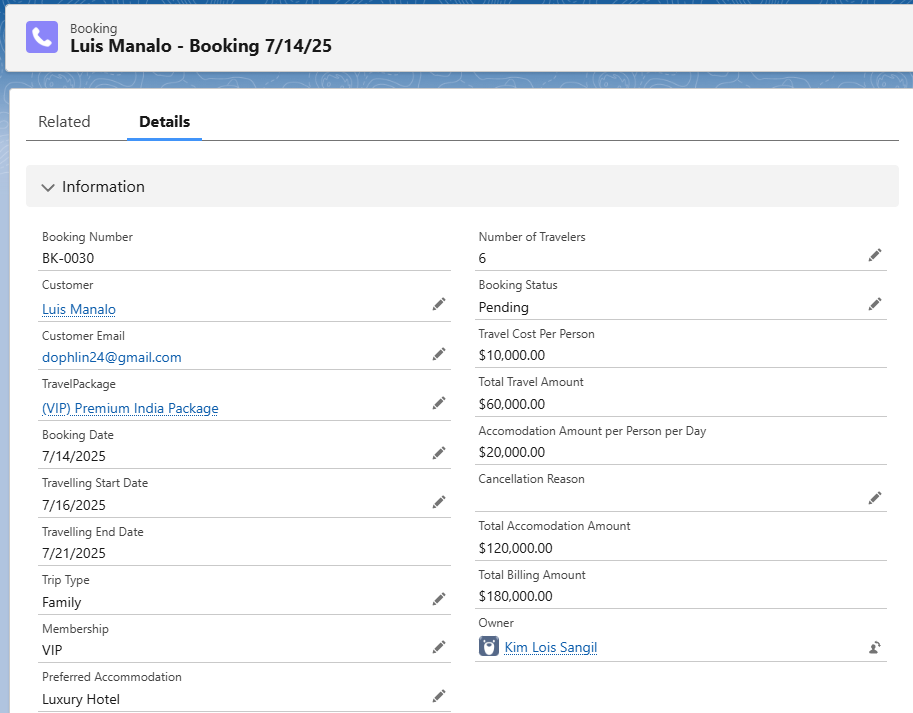 Booking
Luis Manalo - Booking 7/14/25
Related
Details
Information
Booking Number
BK-0030
Customer
Luis Manalo
Customer Email
dophlin24@gmail.com
TravelPackage
(VIP) Premium India Package
Booking Date
7/14/2025
Travelling Start Date
7/16/2025
Travelling End Date
7/21/2025
Trip Type
Family
Membership
VIP
Preferred Accommodation
Luxury Hotel
Number of Travelers
6
Booking Status
Pending
Travel Cost Per Person
$10,000.00
Total Travel Amount
$60,000.00
Accomodation Amount per Person per Day
$20,000.00
Cancellation Reason
Total Accomodation Amount
$120,000.00
Total Billing Amount
$180,000.00
Owner
Kim Lois Sangil